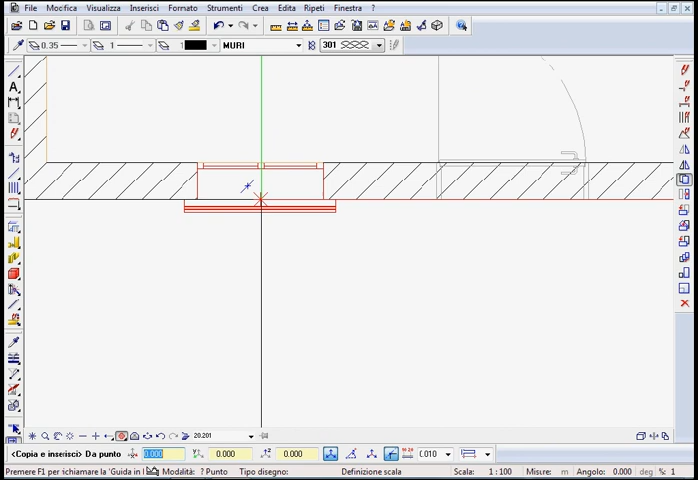 File Modifica Visualizza Inserisci Formato Strumenti Crea Edita Ripeti Finestra ?
0.35 1 1 MURI 301
20.201
<Copia e inserisci> Da punto 0.000 0.000 0.000 0.010
Premere F1 per richiamare la 'Guida in l Modalità: ? Punto Tipo disegno: Definizione scala Scala: 1 : 100 Misure: m Angolo: 0.000 deg % 1